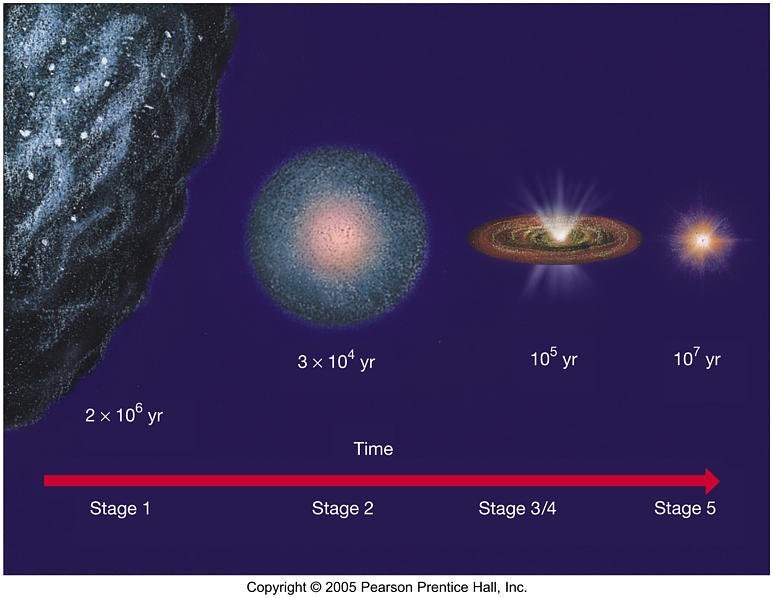 3 × 10⁴ yr
10⁵ yr
10⁷ yr
2 × 10⁶ yr
Time
Stage 1
Stage 2
Stage 3/4
Stage 5
Copyright © 2005 Pearson Prentice Hall, Inc.